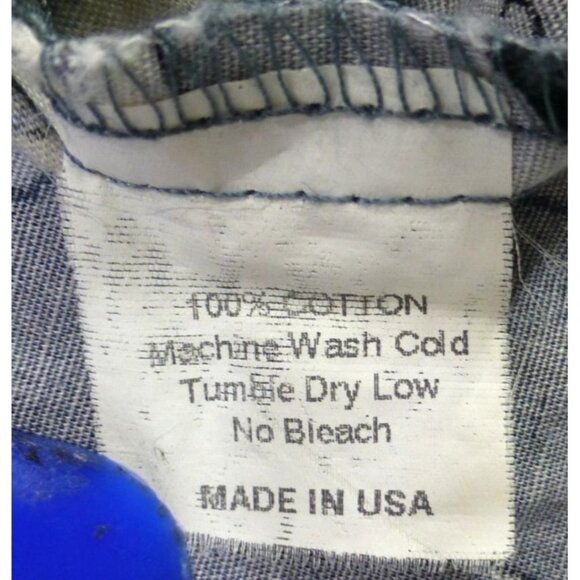 100% COTTON
Machine Wash Cold
Tumble Dry Low
No Bleach
MADE IN USA